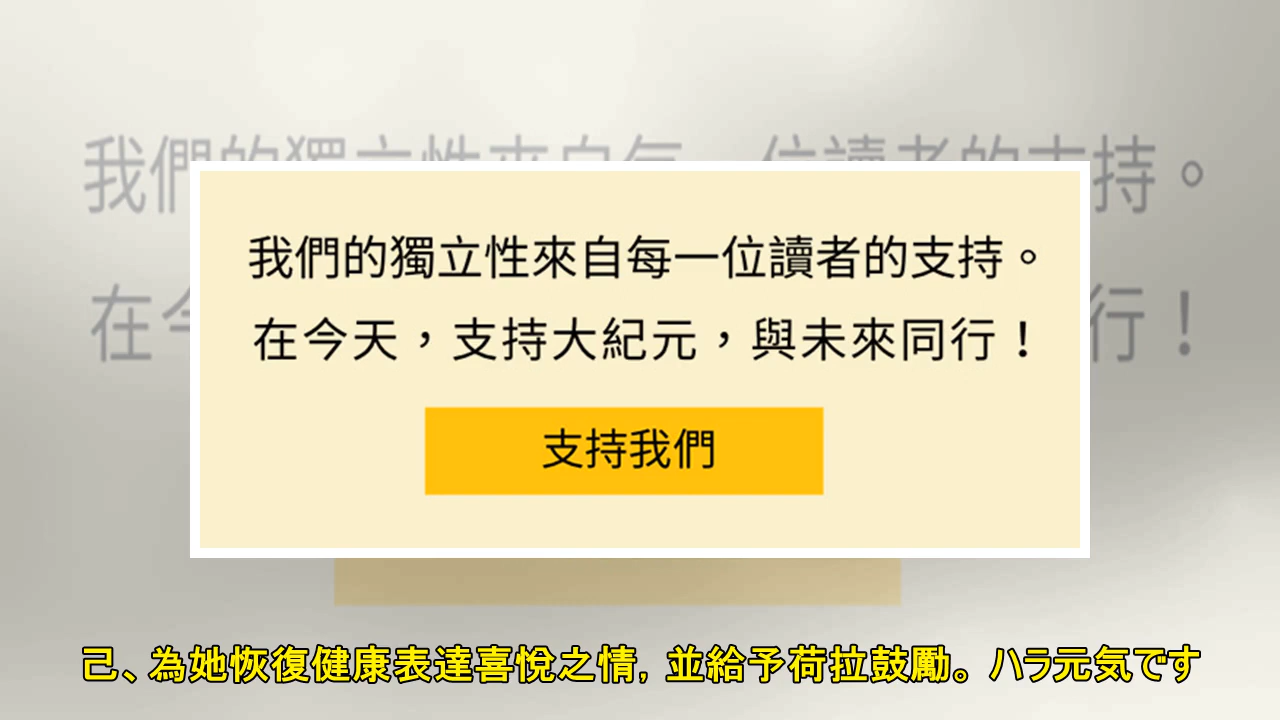 我們的獨立性來自每一位讀者的支持。
在今天，支持大紀元，與未來同行！
支持我們
己、為她恢復健康表達喜悅之情, 並給予荷拉鼓勵。ハラ元気です